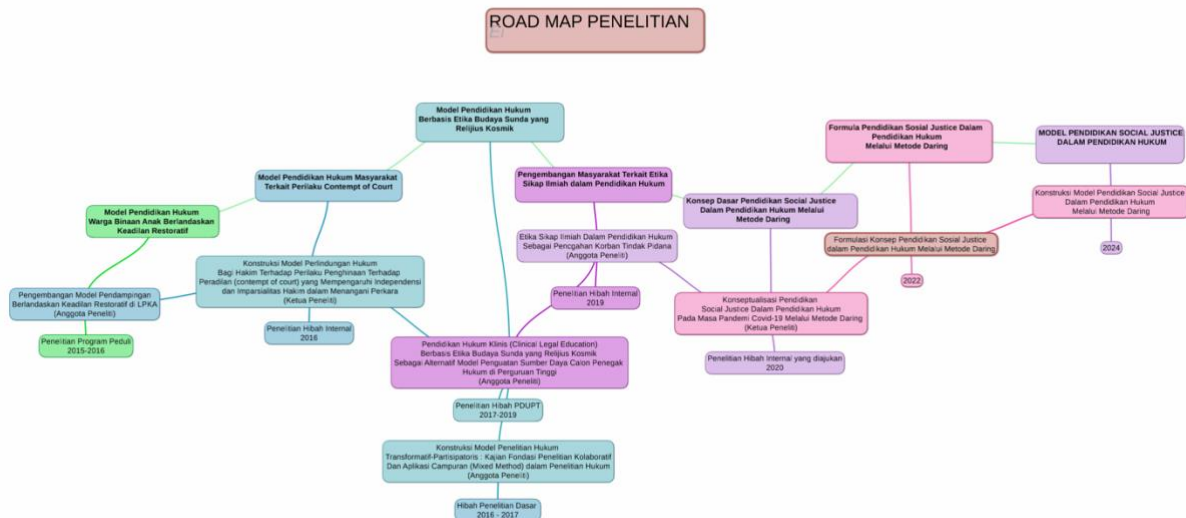 ROAD MAP PENELITIAN
Model Pendidikan Hukum
Berbasis Etika Budaya Sunda yang
Relijius Kosmik
Formula Pendidikan Sosial Justice Dalam
Pendidikan Hukum
Melalui Metode Daring
MODEL PENDIDIKAN SOCIAL JUSTICE
DALAM PENDIDIKAN HUKUM
Model Pendidikan Hukum Masyarakat
Terkait Perilaku Contempt of Court
Pengembangan Masyarakat Terkait Etika
Sikap Ilmiah dalam Pendidikan Hukum
Konsep Dasar Pendidikan Social Justice
Dalam Pendidikan Hukum Melalui
Metode Daring
Konstruksi Model Pendidikan Social Justice
Dalam Pendidikan Hukum
Melalui Metode Daring
Model Pendidikan Hukum
Warga Binaan Anak Berlandaskan
Keadilan Restoratif
Etika Sikap Ilmiah Dalam Pendidikan Hukum
Sebagai Pencgahan Korban Tindak Pidana
(Anggota Peneliti)
Formulasi Konsep Pendidikan Sosial Justice
dalam Pendidikan Hukum Melalui Metode Daring
2024
2022
Konstruksi Model Perlindungan Hukum
Bagi Hakim Terhadap Perilaku Penghinaan Terhadap
Peradilan (contempt of court) yang Mempengaruhi Independensi
dan Imparsialitas Hakim dalam Menangani Perkara
(Ketua Peneliti)
Pengembangan Model Pendampingan
Berlandaskan Keadilan Restoratif di LPKA
(Anggota Peneliti)
Penelitian Hibah Internal
2019
Konseptualisasi Pendidikan
Social Justice Dalam Pendidikan Hukum
Pada Masa Pandemi Covid-19 Melalui Metode Daring
(Ketua Peneliti)
Penelitian Program Peduli
2015-2016
Penelitian Hibah Internal
2016
Pendidikan Hukum Klinis (Clinical Legal Education)
Berbasis Etika Budaya Sunda yang Relijius Kosmik
Sebagai Alternatif Model Penguatan Sumber Daya Calon Penegak
Hukum di Perguruan Tinggi
(Anggota Peneliti)
Penelitian Hibah Internal yang diajukan
2020
Penelitian Hibah PDUPT
2017-2019
Konstruksi Model Penelitian Hukum
Transformatif-Partisipatoris : Kajian Fondasi Penelitian Kolaboratif
Dan Aplikasi Campuran (Mixed Method) dalam Penelitian Hukum
(Anggota Peneliti)
Hibah Penelitian Dasar
2016 - 2017